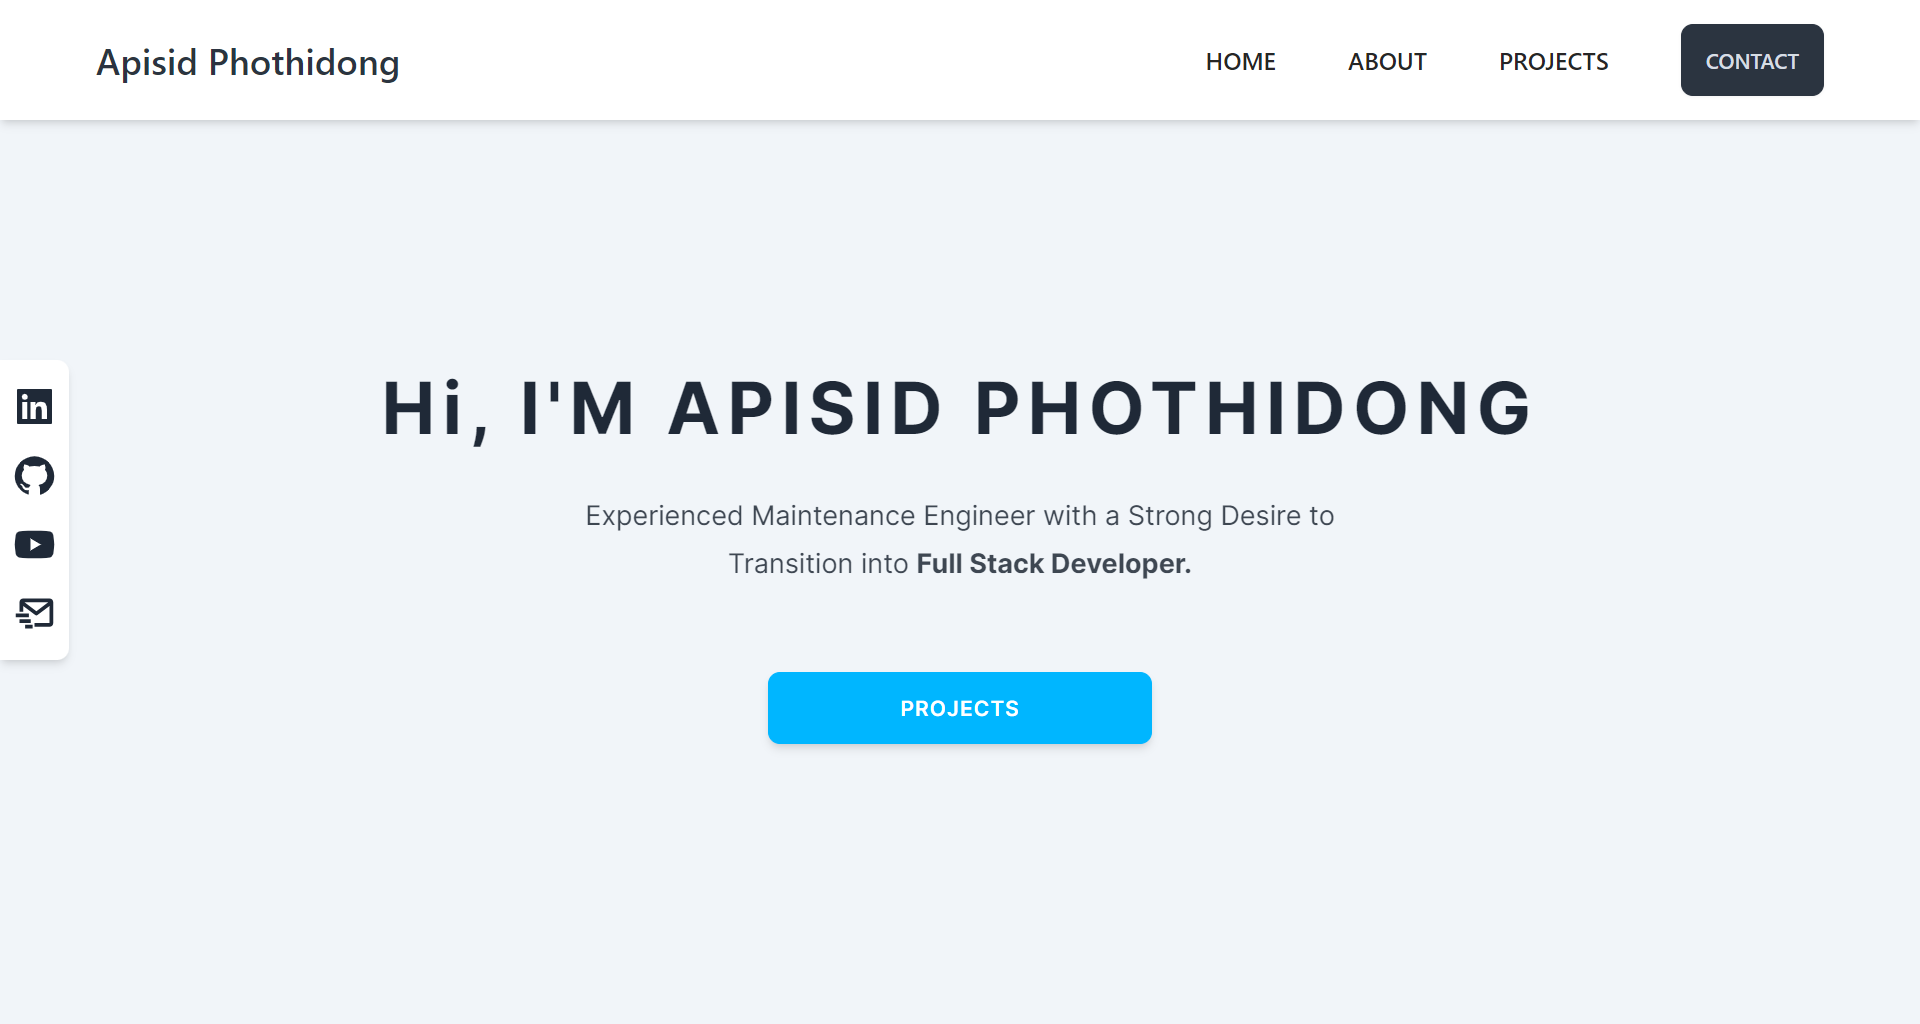 Apisid Phothidong
HOME
ABOUT
PROJECTS
CONTACT
in
Hi, I'M APISID PHOTHIDONG
Experienced Maintenance Engineer with a Strong Desire to
Transition into Full Stack Developer.
PROJECTS